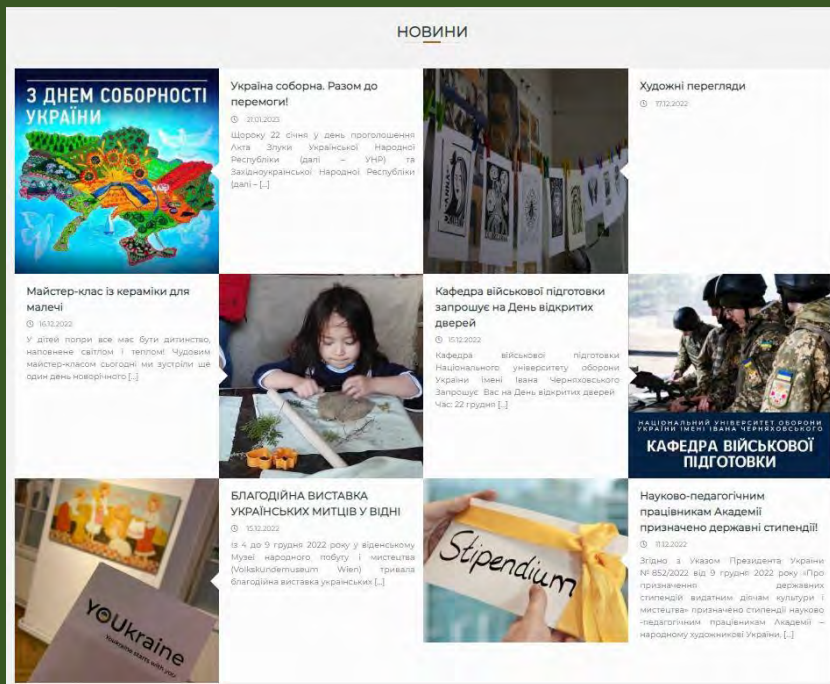 НОВИНИ
З ДНЕМ СОБОРНОСТІ
УКРАЇНИ
Україна соборна. Разом до
перемоги!
21.01.2023
Щороку 22 січня у день проголошення
Акта Злуки Української Народної
Республіки (далі – УНР) та
Західноукраїнської Народної Республіки
(далі – [...]
Художні перегляди
17.12.2022
Майстер-клас із кераміки для
малечі
16.12.2022
У дітей попри все має бути дитинство,
наповнене світлом і теплом! Чудовим
майстер-класом сьогодні ми зустріли ще
один день новорічного [...]
Кафедра військової підготовки
запрошує на День відкритих
дверей
15.12.2022
Кафедра військової підготовки
Національного університету оборони
України імені Івана Черняховського
Запрошує Вас на День відкритих дверей
Час: 22 грудня [...]
НАЦІОНАЛЬНИЙ УНІВЕРСИТЕТ ОБОРОНИ
УКРАЇНИ ІМЕНІ ІВАНА ЧЕРНЯХОВСЬКОГО
КАФЕДРА ВІЙСЬКОВОЇ
ПІДГОТОВКИ
YOUkraine
Youkraine starts with you
БЛАГОДІЙНА ВИСТАВКА
УКРАЇНСЬКИХ МИТЦІВ У ВІДНІ
15.12.2022
Із 4 до 9 грудня 2022 року у віденському
Музеї народного побуту і мистецтва
(Volkskundemuseum Wien) тривала
благодійна виставка українських [...]
Stipendium
Науково-педагогічним
працівникам Академії
призначено державні стипендії!
11.12.2022
Згідно з Указом Президента України
№ 852/2022 від 9 грудня 2022 року «Про
призначення державних
стипендій видатним діячам культури і
мистецтва» призначено стипендії науково
-педагогічним працівникам Академії –
народному художникові України, [...]